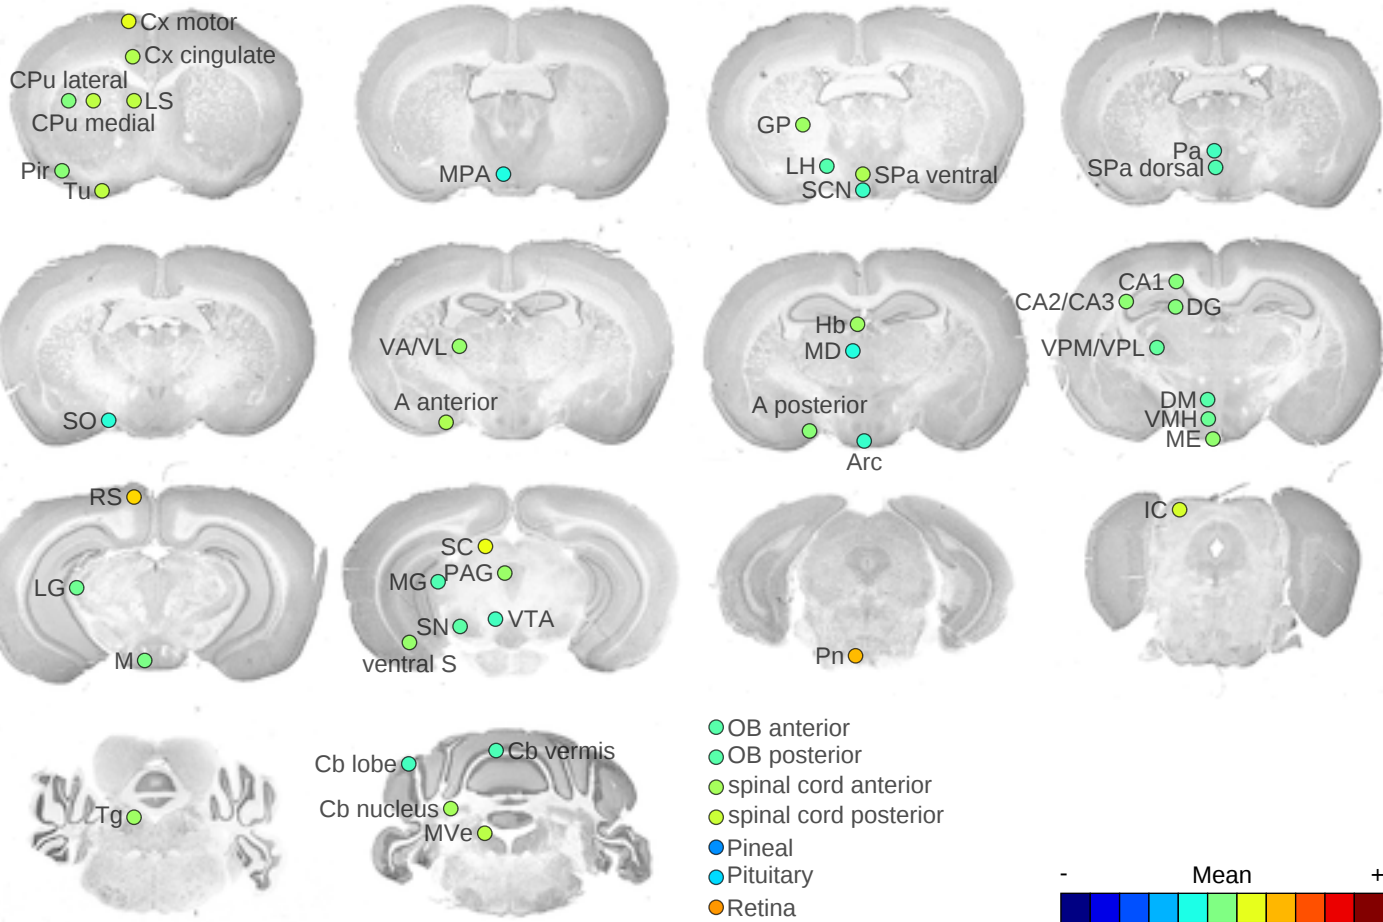 Cx motor
Cx cingulate
CPu lateral
LS
CPu medial
Pir
Tu
MPA
GP
LH
SPa ventral
SCN
Pa
SPa dorsal
SO
VA/VL
A anterior
Hb
MD
A posterior
Arc
CA1
CA2/CA3
DG
VPM/VPL
DM
VMH
ME
RS
LG
M
SC
PAG
MG
SN
VTA
ventral S
Pn
IC
Tg
Cb lobe
Cb vermis
Cb nucleus
MVe
OB anterior
OB posterior
spinal cord anterior
spinal cord posterior
Pineal
Pituitary
Retina
- Mean +